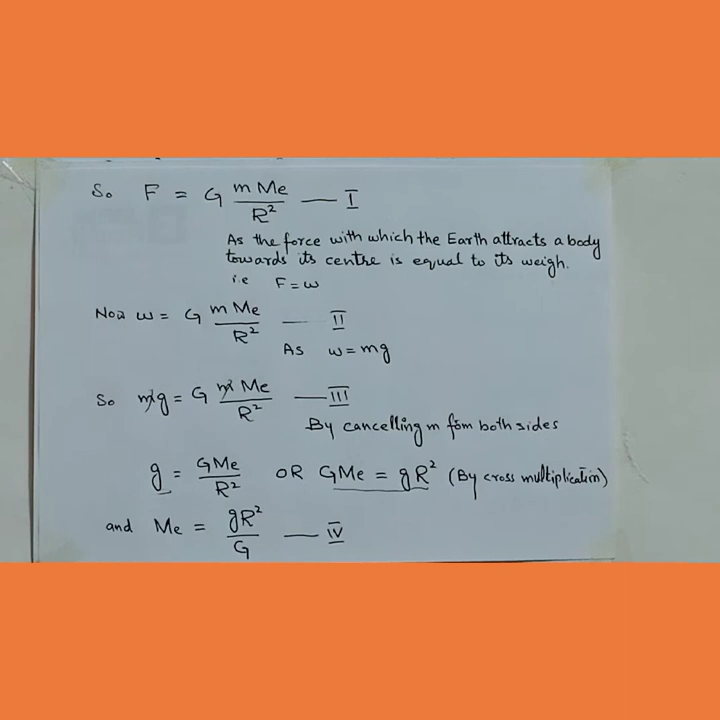 So F = G m Me / R² — I
As the force with which the Earth attracts a body
towards its centre is equal to its weigh.
i.e F = w
Now w = G m Me / R² — II
As w = mg
So mg = G m Me / R² — III
By cancelling m from both sides
g = GMe / R² OR GMe = gR² (By cross multiplication)
and Me = gR² / G — IV